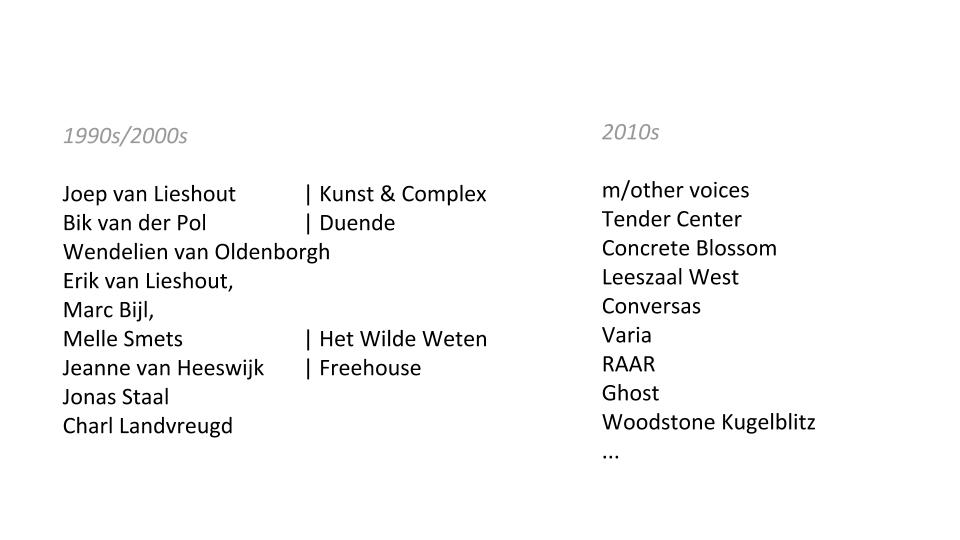 1990s/2000s
Joep van Lieshout | Kunst & Complex
Bik van der Pol | Duende
Wendelien van Oldenborgh
Erik van Lieshout,
Marc Bijl,
Melle Smets | Het Wilde Weten
Jeanne van Heeswijk | Freehouse
Jonas Staal
Charl Landvreugd
2010s
m/other voices
Tender Center
Concrete Blossom
Leeszaal West
Conversas
Varia
RAAR
Ghost
Woodstone Kugelblitz
...